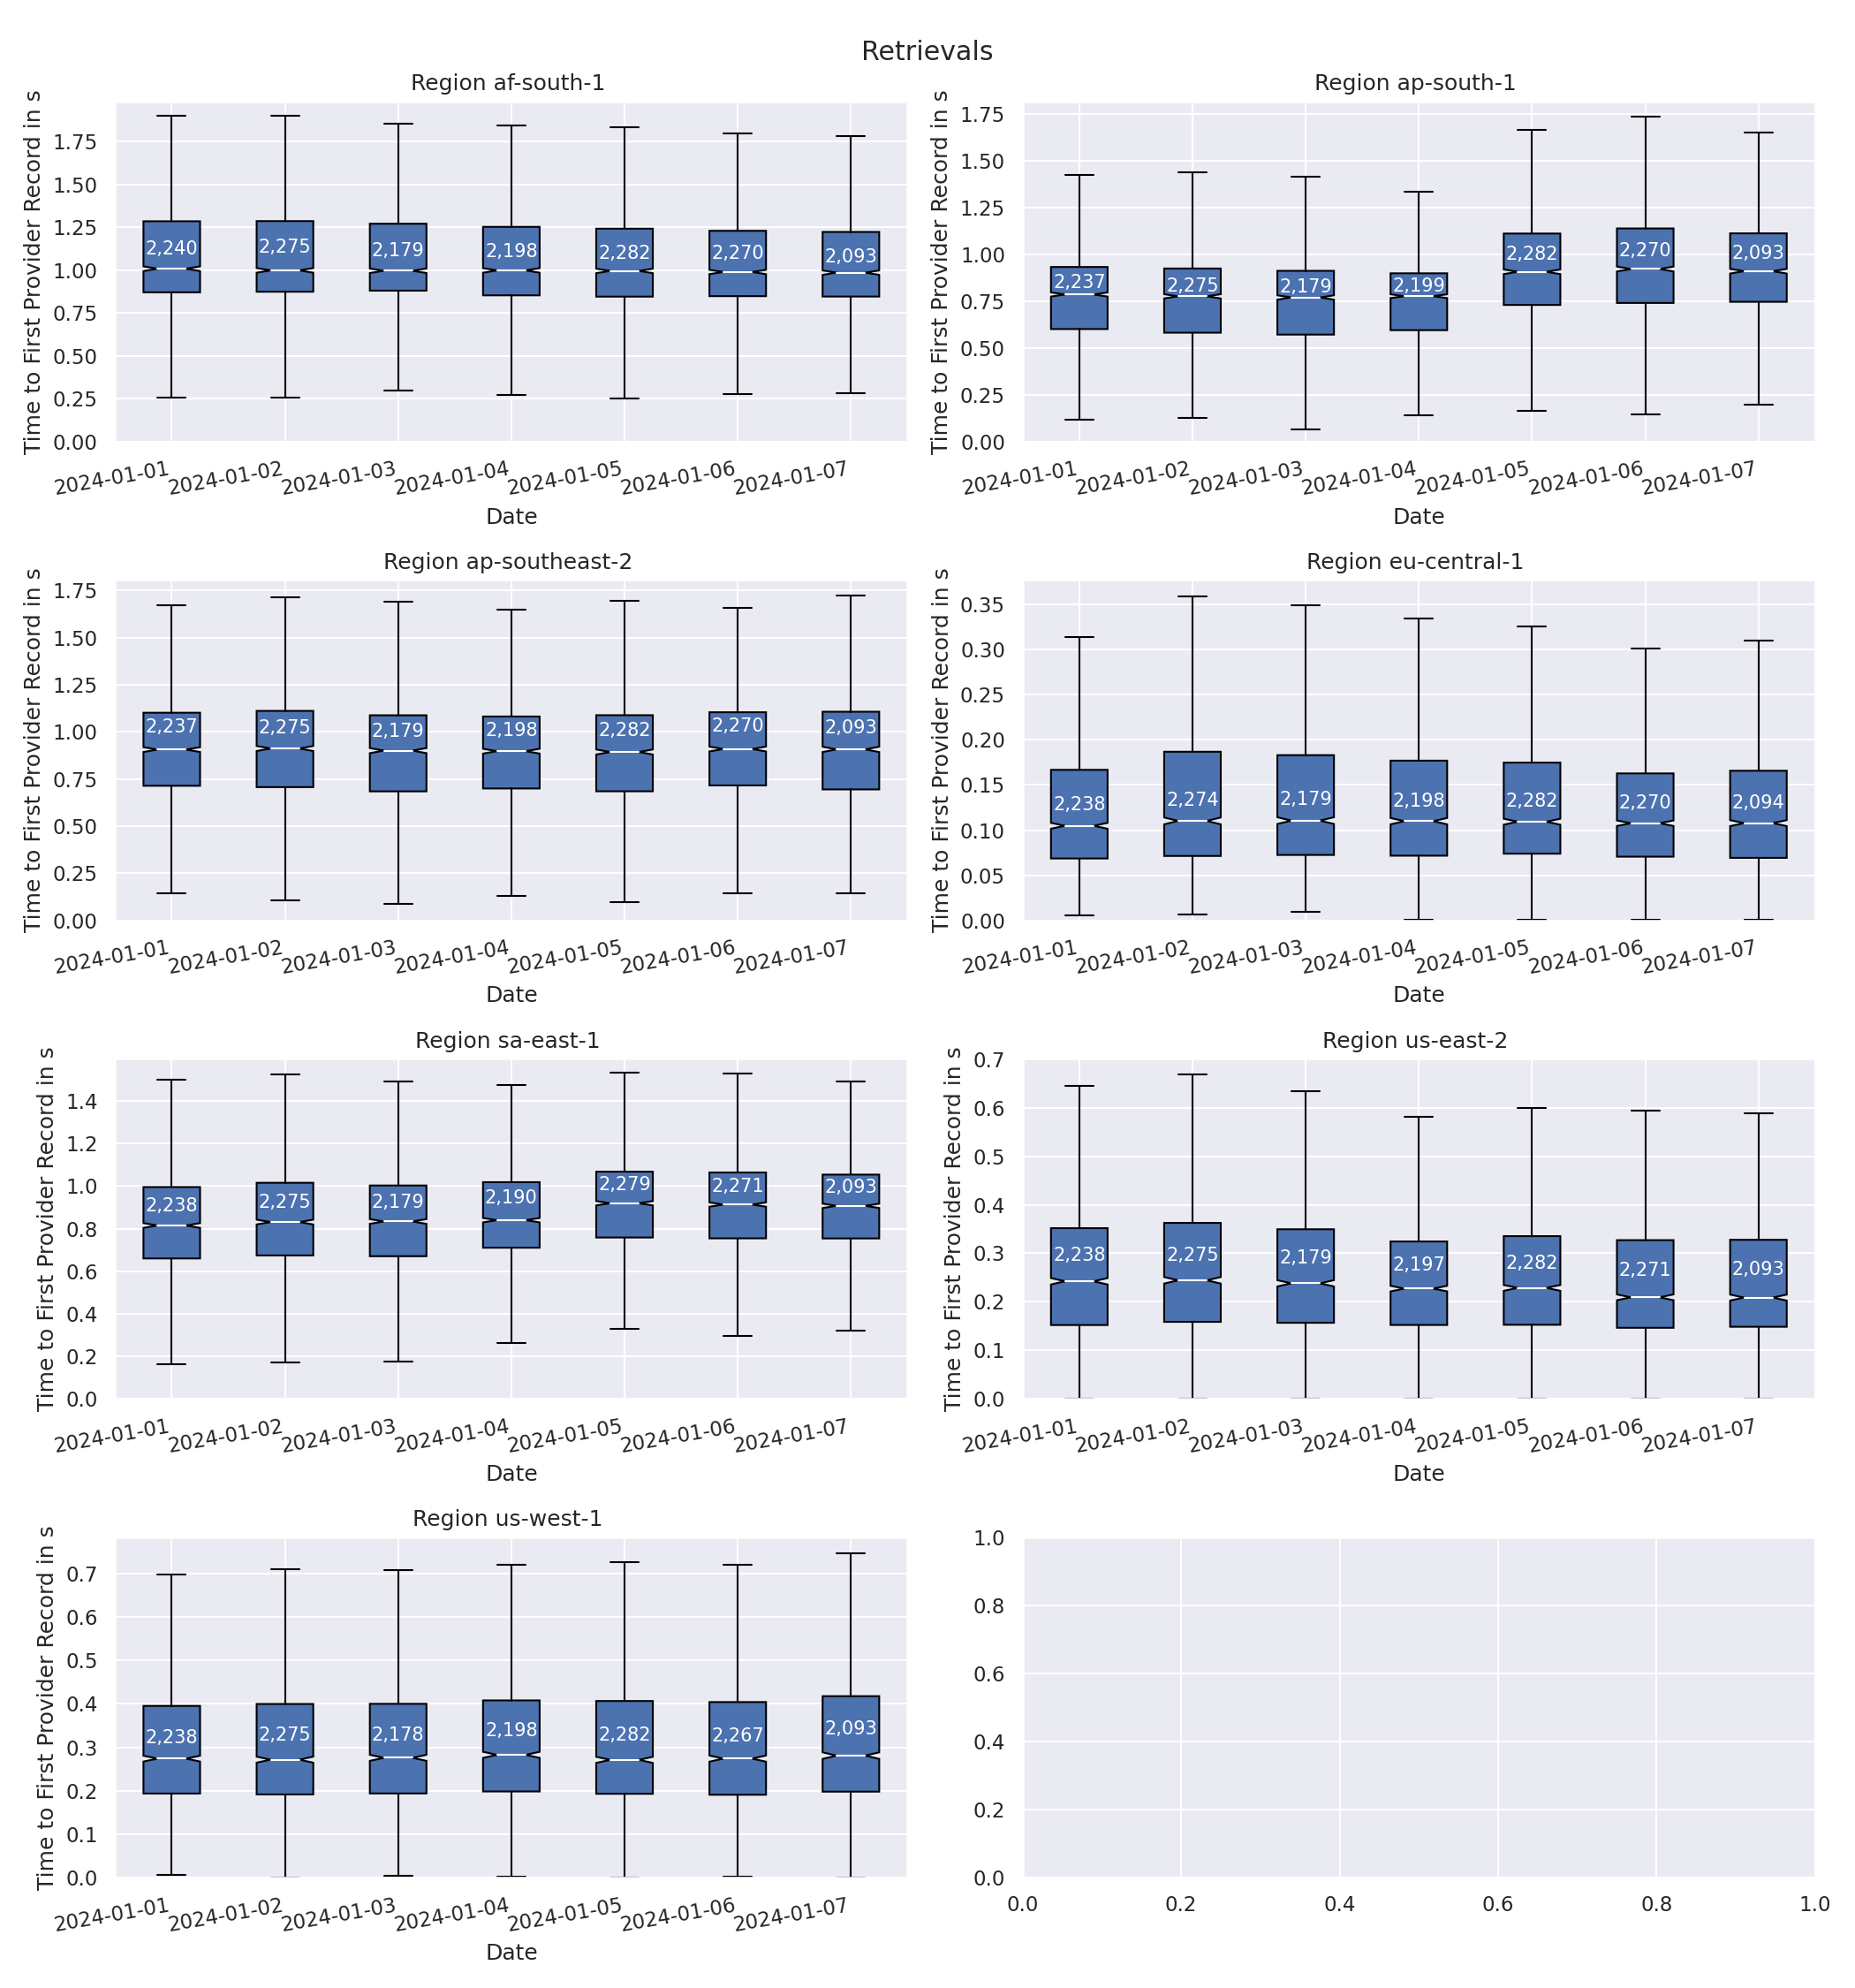 Retrievals
Region af-south-1
Time to First Provider Record in s
1.75
1.50
1.25
1.00
0.75
0.50
0.25
0.00
2,240 2,275 2,179 2,198 2,282 2,270 2,093
2024-01-01 2024-01-02 2024-01-03 2024-01-04 2024-01-05 2024-01-06 2024-01-07
Date
Region ap-south-1
Time to First Provider Record in s
1.75
1.50
1.25
1.00
0.75
0.50
0.25
0.00
2,237 2,275 2,179 2,199 2,282 2,270 2,093
2024-01-01 2024-01-02 2024-01-03 2024-01-04 2024-01-05 2024-01-06 2024-01-07
Date
Region ap-southeast-2
Time to First Provider Record in s
1.75
1.50
1.25
1.00
0.75
0.50
0.25
0.00
2,237 2,275 2,179 2,198 2,282 2,270 2,093
2024-01-01 2024-01-02 2024-01-03 2024-01-04 2024-01-05 2024-01-06 2024-01-07
Date
Region eu-central-1
Time to First Provider Record in s
0.35
0.30
0.25
0.20
0.15
0.10
0.05
0.00
2,238 2,274 2,179 2,198 2,282 2,270 2,094
2024-01-01 2024-01-02 2024-01-03 2024-01-04 2024-01-05 2024-01-06 2024-01-07
Date
Region sa-east-1
Time to First Provider Record in s
1.4
1.2
1.0
0.8
0.6
0.4
0.2
0.0
2,238 2,275 2,179 2,190 2,279 2,271 2,093
2024-01-01 2024-01-02 2024-01-03 2024-01-04 2024-01-05 2024-01-06 2024-01-07
Date
Region us-east-2
Time to First Provider Record in s
0.7
0.6
0.5
0.4
0.3
0.2
0.1
0.0
2,238 2,275 2,179 2,197 2,282 2,271 2,093
2024-01-01 2024-01-02 2024-01-03 2024-01-04 2024-01-05 2024-01-06 2024-01-07
Date
Region us-west-1
Time to First Provider Record in s
0.7
0.6
0.5
0.4
0.3
0.2
0.1
0.0
2,238 2,275 2,178 2,198 2,282 2,267 2,093
2024-01-01 2024-01-02 2024-01-03 2024-01-04 2024-01-05 2024-01-06 2024-01-07
Date
1.0
0.8
0.6
0.4
0.2
0.0
0.0 0.2 0.4 0.6 0.8 1.0